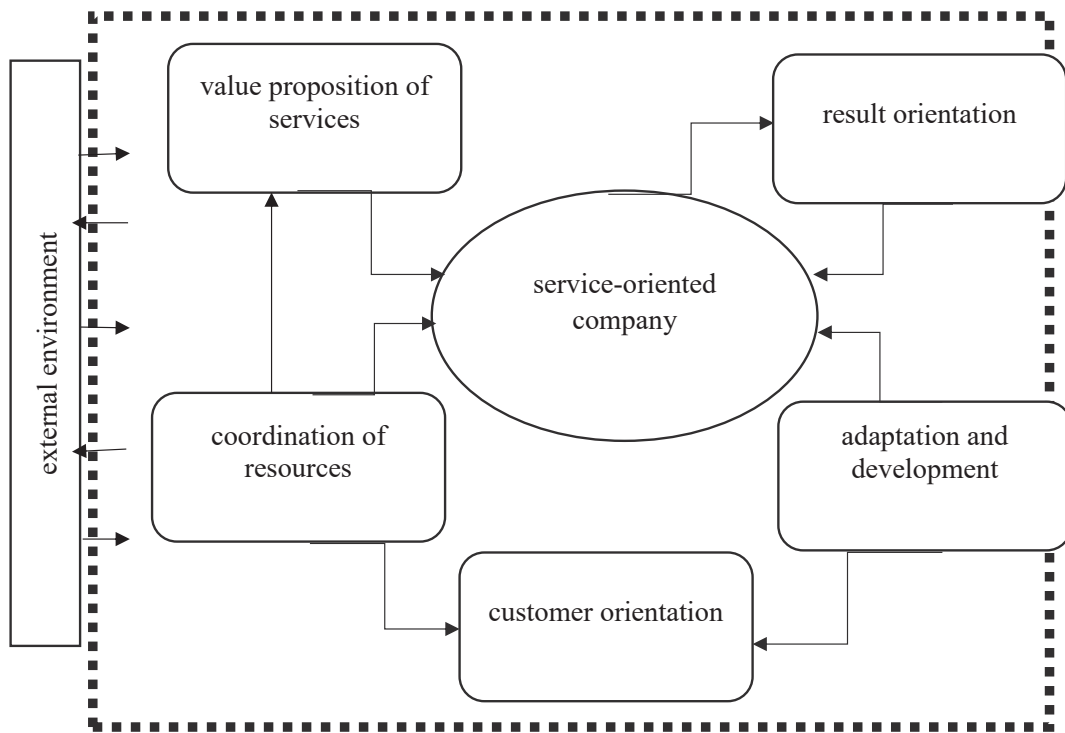 value proposition of
services
result orientation
service-oriented
company
external environment
coordination of
resources
adaptation and
development
customer orientation